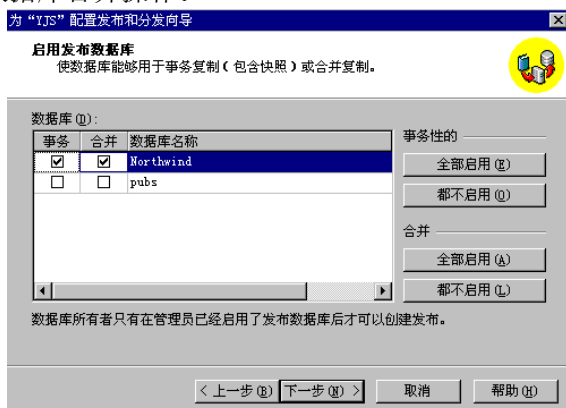 为“YJS”配置发布和分发向导
启用发布数据库
使数据库能够用于事务复制(包含快照)或合并复制。
数据库(D):
事务 合并 数据库名称
Northwind
pubs
事务性的
全部启用(E)
都不启用(O)
合并
全部启用(A)
都不启用(L)
数据库所有者只有在管理员已经启用了发布数据库后才可以创建发布。
<上一步(B) 下一步(N)> 取消 帮助(H)